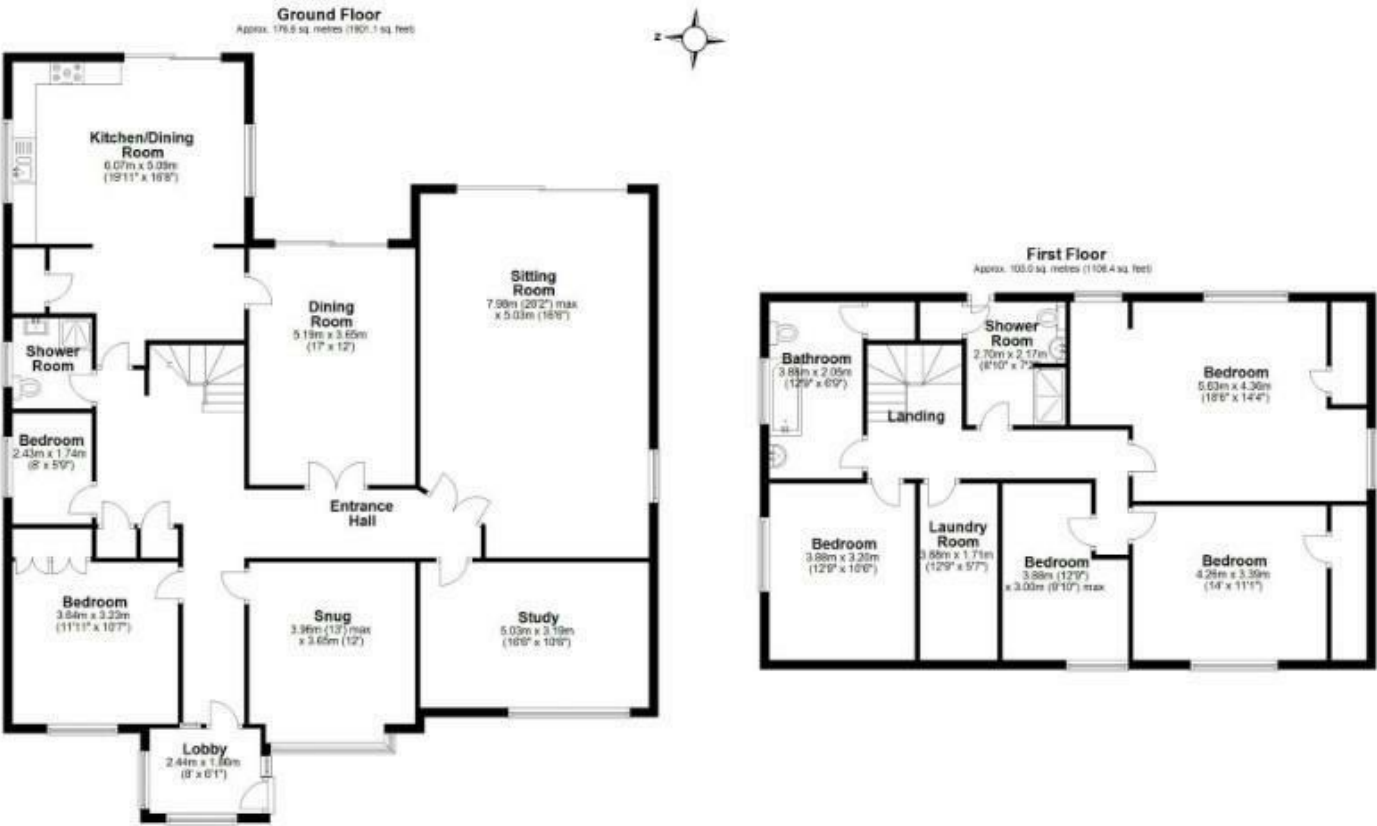 Ground Floor
Approx. 176.6 sq. metres (1901.1 sq. feet)
Kitchen/Dining
Room
6.07m x 5.09m
(19'11" x 16'8")
Dining
Room
5.19m x 3.65m
(17' x 12')
Sitting
Room
7.98m (26'2") max
x 5.03m (16'6")
Shower
Room
Bedroom
2.43m x 1.74m
(8' x 5'9")
Entrance
Hall
Bedroom
3.64m x 3.23m
(11'11" x 10'7")
Snug
3.96m (13') max
x 3.65m (12')
Study
5.03m x 3.19m
(16'6" x 10'6")
Lobby
2.44m x 1.86m
(8' x 6'1")
N
First Floor
Approx. 103.0 sq. metres (1108.4 sq. feet)
Bathroom
3.88m x 2.05m
(12'9" x 6'9")
Landing
Shower
Room
2.70m x 2.17m
(8'10" x 7'2")
Bedroom
5.63m x 4.36m
(18'6" x 14'4")
Bedroom
3.88m x 3.20m
(12'9" x 10'6")
Laundry
Room
3.88m x 1.71m
(12'9" x 5'7")
Bedroom
3.88m (12'9")
x 3.00m (9'10") max
Bedroom
4.26m x 3.39m
(14' x 11'1")